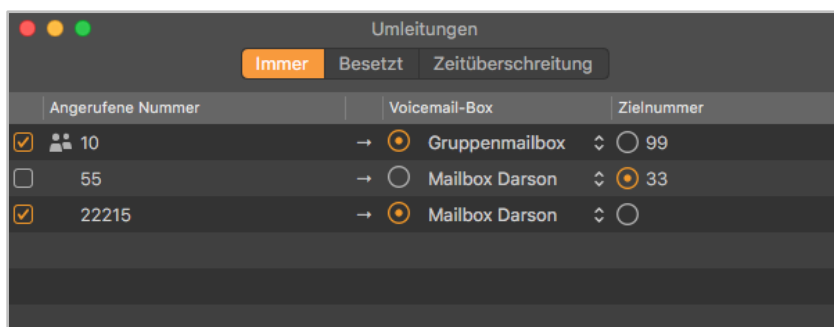 Umleitungen
Immer Besetzt Zeitüberschreitung
Angerufene Nummer Voicemail-Box Zielnummer
10 → Gruppenmailbox 99
55 → Mailbox Darson 33
22215 → Mailbox Darson